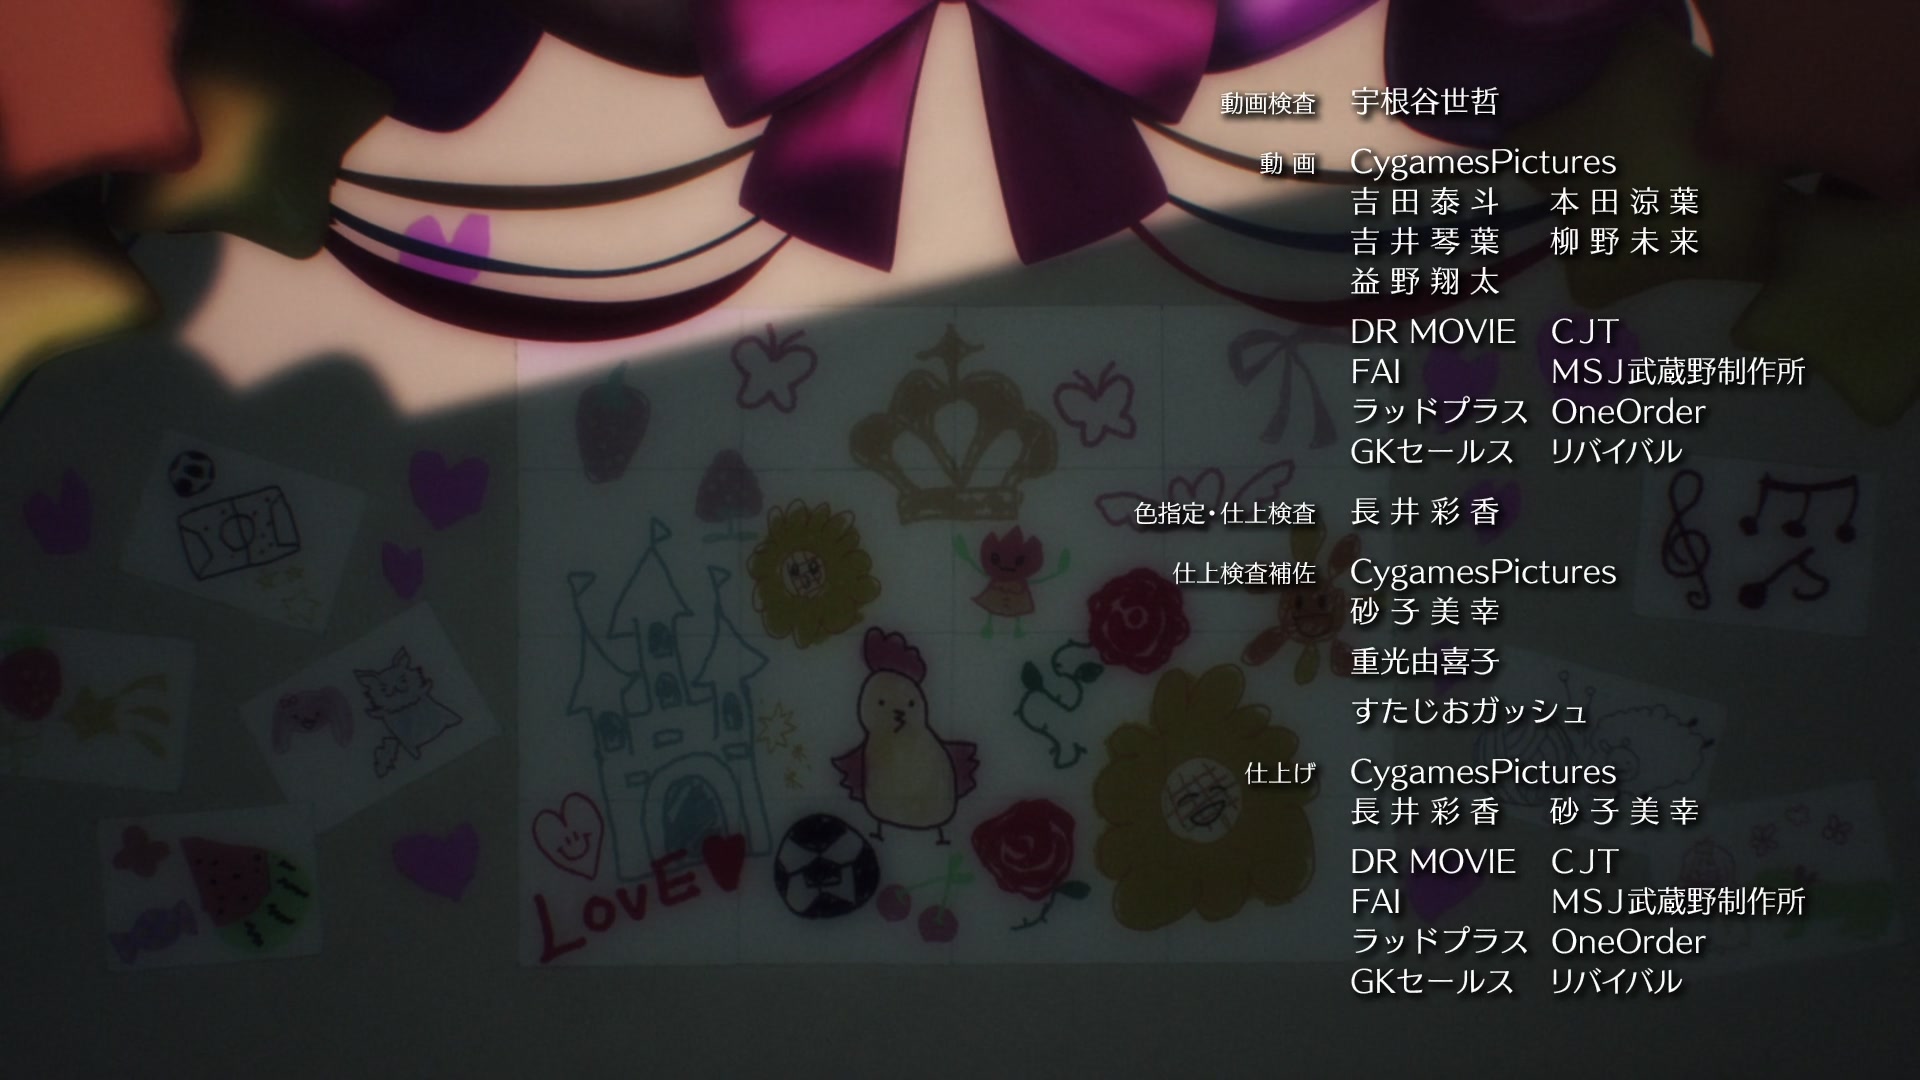 動画検査 宇根谷世哲
動画 CygamesPictures
吉田泰斗 本田涼葉
吉井琴葉 柳野未来
益野翔太
DR MOVIE CJT
FAI MSJ武蔵野制作所
ラッドプラス OneOrder
GKセールス リバイバル
色指定・仕上検査 長井彩香
仕上検査補佐 CygamesPictures
砂子美幸
重光由喜子
すたじおガッシュ
仕上げ CygamesPictures
長井彩香 砂子美幸
DR MOVIE CJT
FAI MSJ武蔵野制作所
ラッドプラス OneOrder
GKセールス リバイバル
LOVE